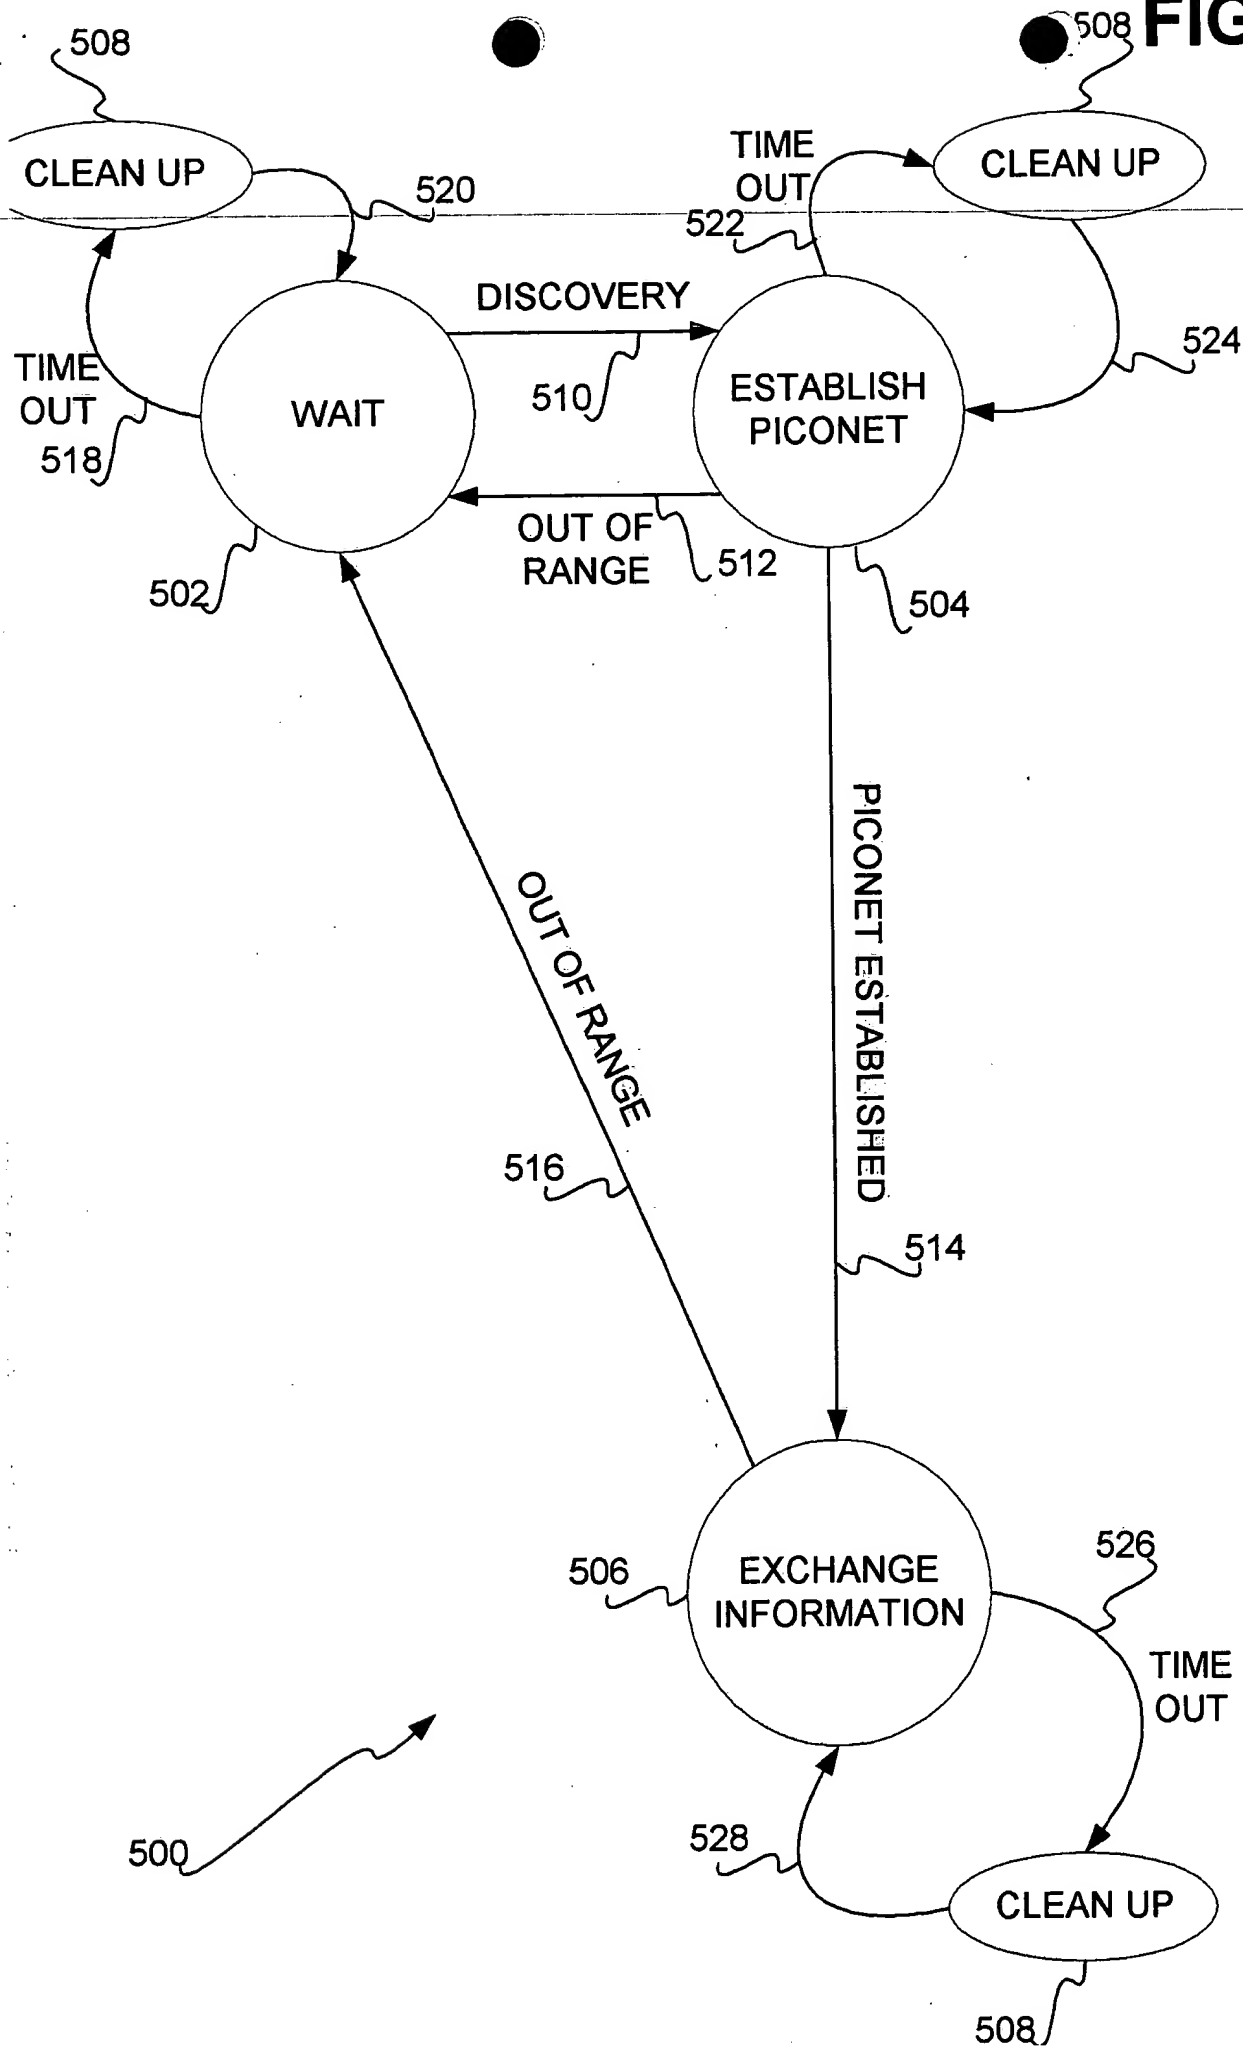 508
508
FIG
CLEAN UP
TIME
OUT
CLEAN UP
520
522
DISCOVERY
524
TIME
OUT
510
WAIT
ESTABLISH
PICONET
518
OUT OF
RANGE
512
502
504
PICONET ESTABLISHED
OUT OF RANGE
516
514
526
506
EXCHANGE
INFORMATION
TIME
OUT
528
500
CLEAN UP
508